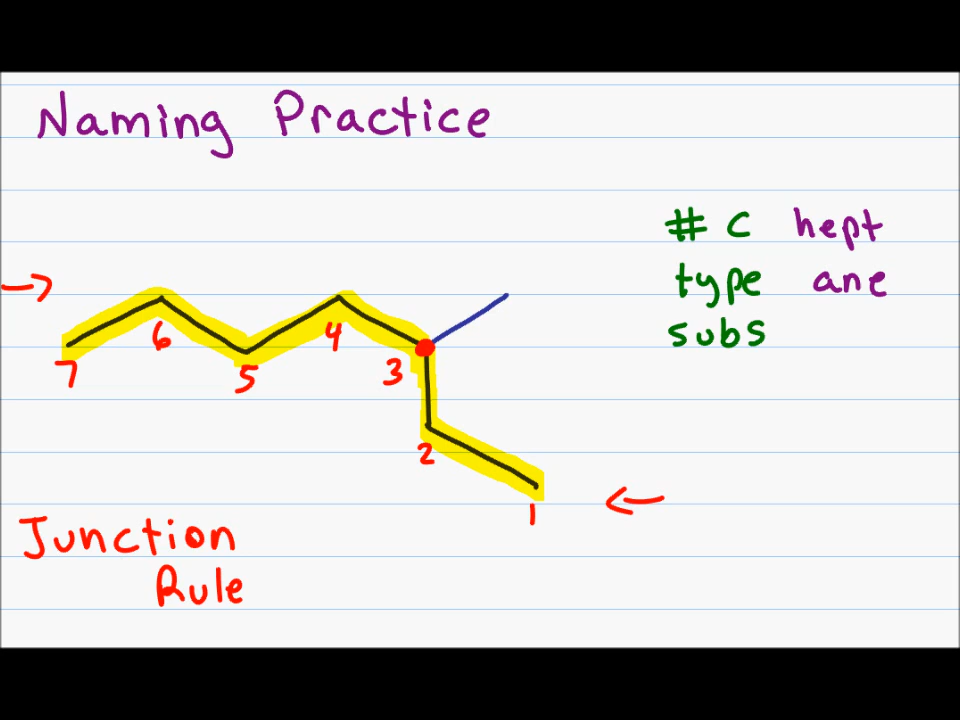 Naming Practice
# C hept
type ane
subs
7
6
5
4
3
2
1
Junction
Rule